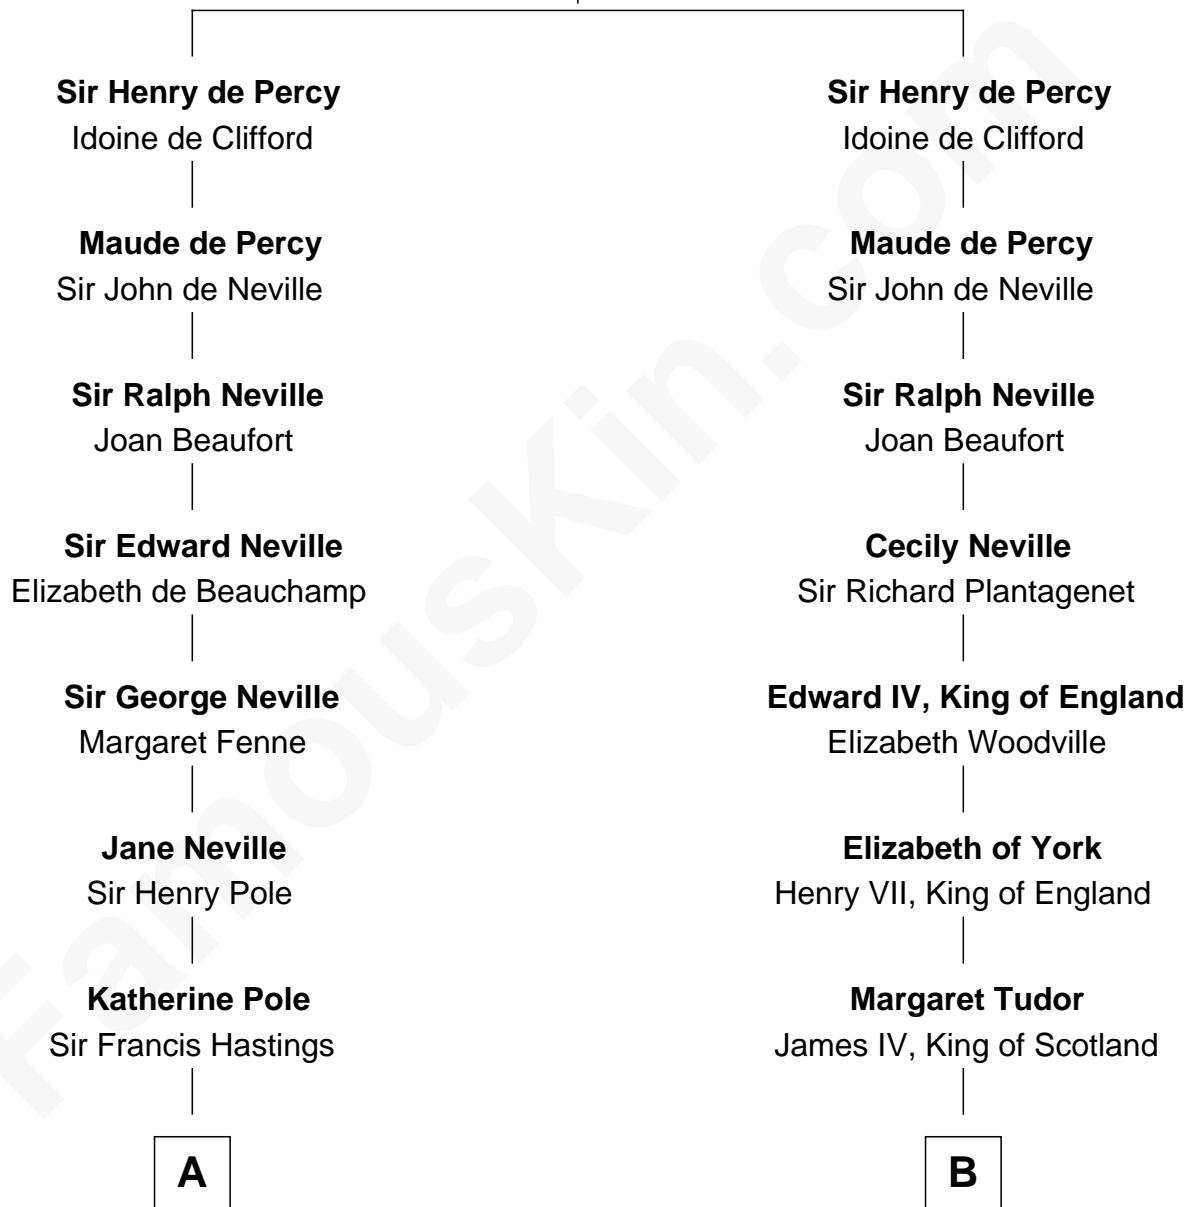 Sir Henry de Percy
Idoine de Clifford
Maude de Percy
Sir John de Neville
Sir Ralph Neville
Joan Beaufort
Sir Edward Neville
Elizabeth de Beauchamp
Sir George Neville
Margaret Fenne
Jane Neville
Sir Henry Pole
Katherine Pole
Sir Francis Hastings
A
Sir Henry de Percy
Idoine de Clifford
Maude de Percy
Sir John de Neville
Sir Ralph Neville
Joan Beaufort
Cecily Neville
Sir Richard Plantagenet
Edward IV, King of England
Elizabeth Woodville
Elizabeth of York
Henry VII, King of England
Margaret Tudor
James IV, King of Scotland
B
FamousKin.com